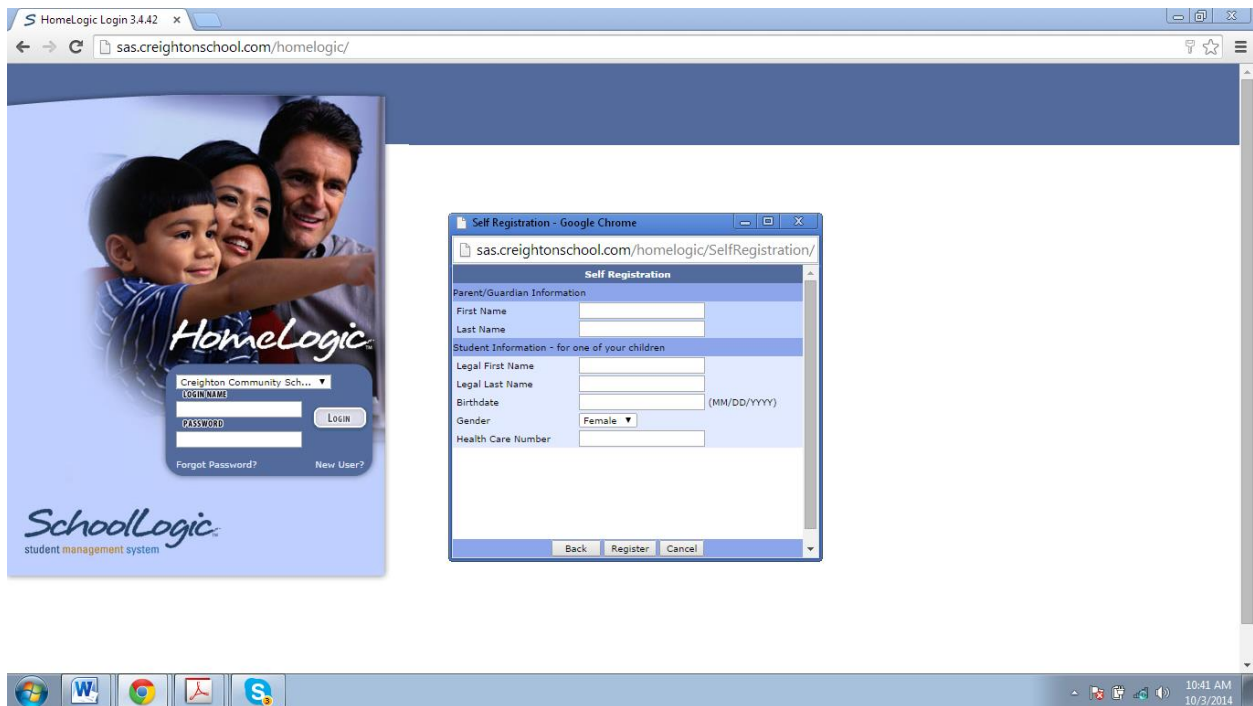 HomeLogic Login 3.4.42
sas.creightonschool.com/homelogic/
HomeLogic™
Creighton Community Sch...
LOGIN NAME
PASSWORD
LOGIN
Forgot Password? New User?
SchoolLogic
student management system
Self Registration - Google Chrome
sas.creightonschool.com/homelogic/SelfRegistration/
Self Registration
Parent/Guardian Information
First Name
Last Name
Student Information - for one of your children
Legal First Name
Legal Last Name
Birthdate (MM/DD/YYYY)
Gender Female
Health Care Number
Back Register Cancel
10:41 AM
10/3/2014